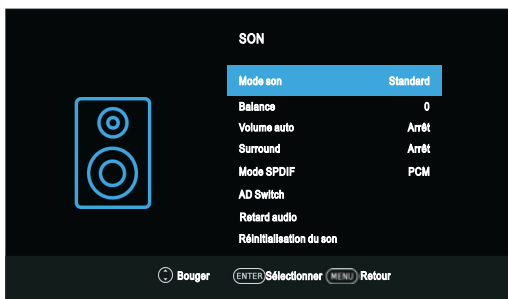 SON
Mode son Standard
Balance 0
Volume auto Arrêt
Surround Arrêt
Mode SPDIF PCM
AD Switch
Retard audio
Réinitialisation du son
Bouger ENTER Sélectionner MENU Retour